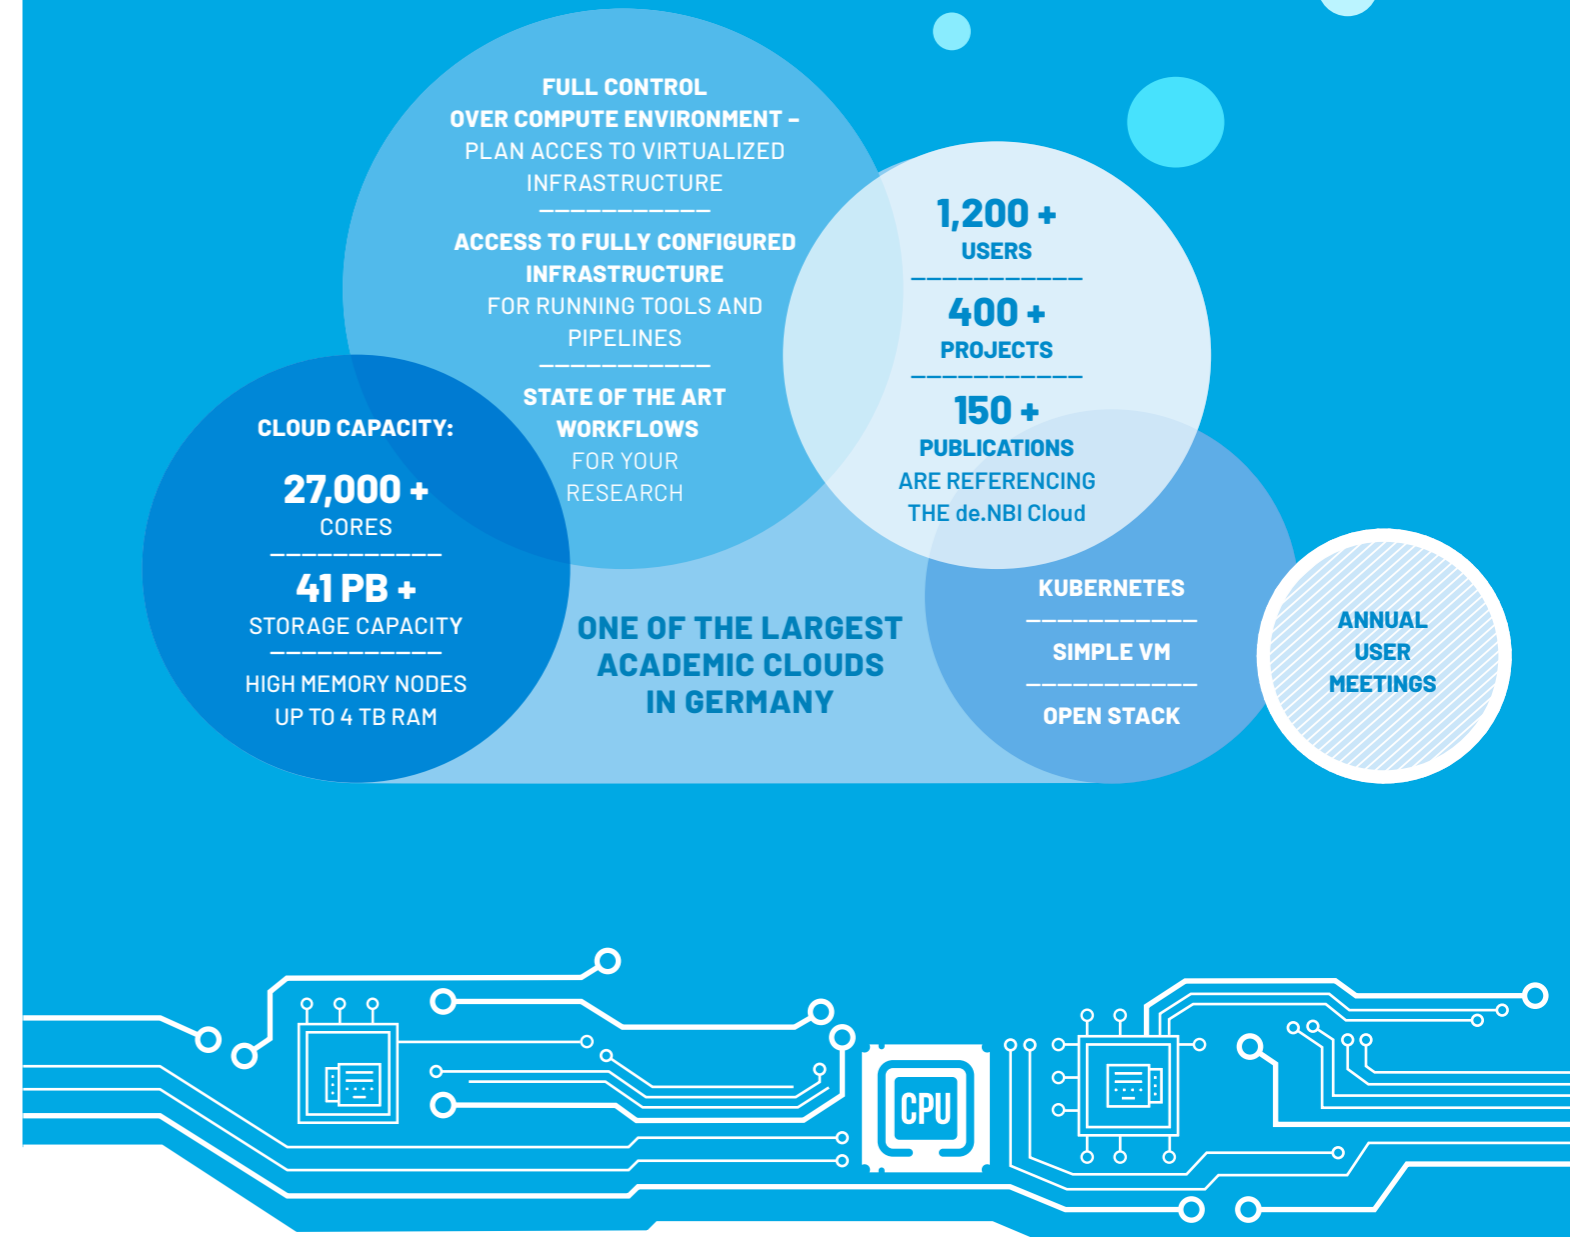 FULL CONTROL
OVER COMPUTE ENVIRONMENT –
PLAN ACCES TO VIRTUALIZED
INFRASTRUCTURE
ACCESS TO FULLY CONFIGURED
INFRASTRUCTURE
FOR RUNNING TOOLS AND
PIPELINES
STATE OF THE ART
WORKFLOWS
FOR YOUR
RESEARCH
1,200 +
USERS
400 +
PROJECTS
150 +
PUBLICATIONS
ARE REFERENCING
THE de.NBI Cloud
CLOUD CAPACITY:
27,000 +
CORES
41 PB +
STORAGE CAPACITY
HIGH MEMORY NODES
UP TO 4 TB RAM
ONE OF THE LARGEST
ACADEMIC CLOUDS
IN GERMANY
KUBERNETES
SIMPLE VM
OPEN STACK
ANNUAL
USER
MEETINGS
CPU